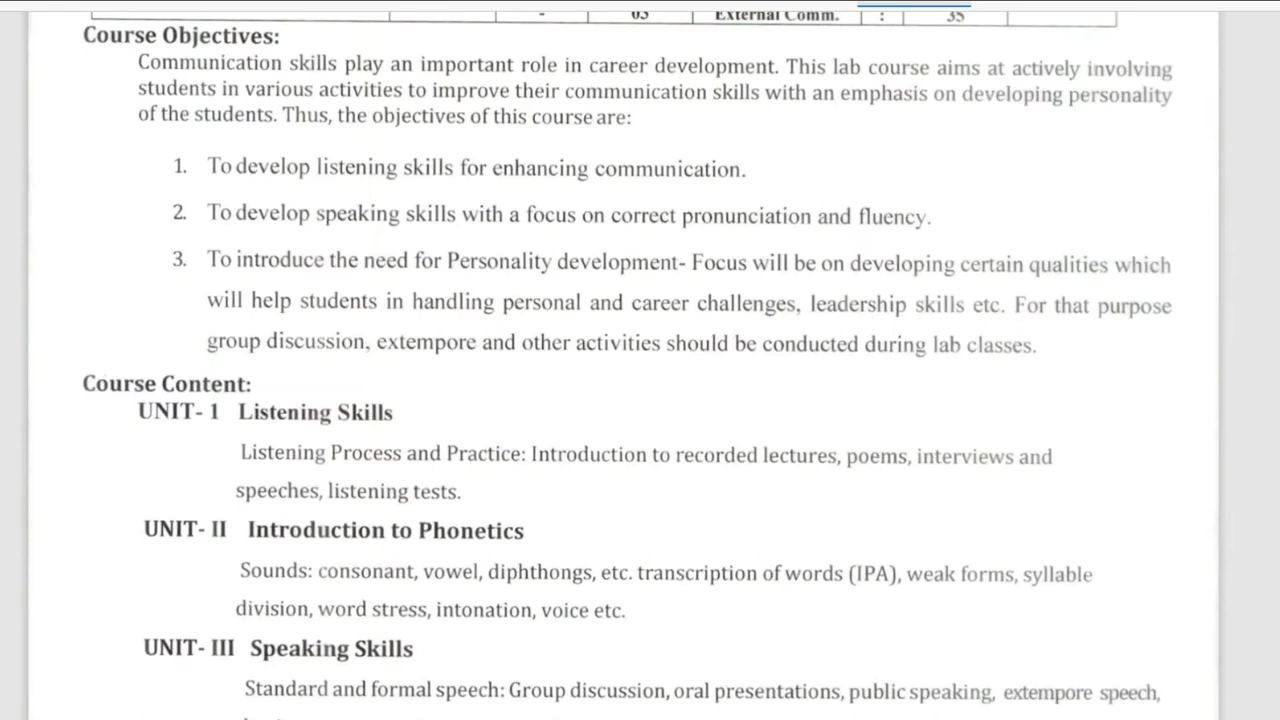 - 03 External Comm. : 35
Course Objectives:
Communication skills play an important role in career development. This lab course aims at actively involving
students in various activities to improve their communication skills with an emphasis on developing personality
of the students. Thus, the objectives of this course are:
1. To develop listening skills for enhancing communication.
2. To develop speaking skills with a focus on correct pronunciation and fluency.
3. To introduce the need for Personality development- Focus will be on developing certain qualities which
will help students in handling personal and career challenges, leadership skills etc. For that purpose
group discussion, extempore and other activities should be conducted during lab classes.
Course Content:
UNIT- 1 Listening Skills
Listening Process and Practice: Introduction to recorded lectures, poems, interviews and
speeches, listening tests.
UNIT- II Introduction to Phonetics
Sounds: consonant, vowel, diphthongs, etc. transcription of words (IPA), weak forms, syllable
division, word stress, intonation, voice etc.
UNIT- III Speaking Skills
Standard and formal speech: Group discussion, oral presentations, public speaking, extempore speech,